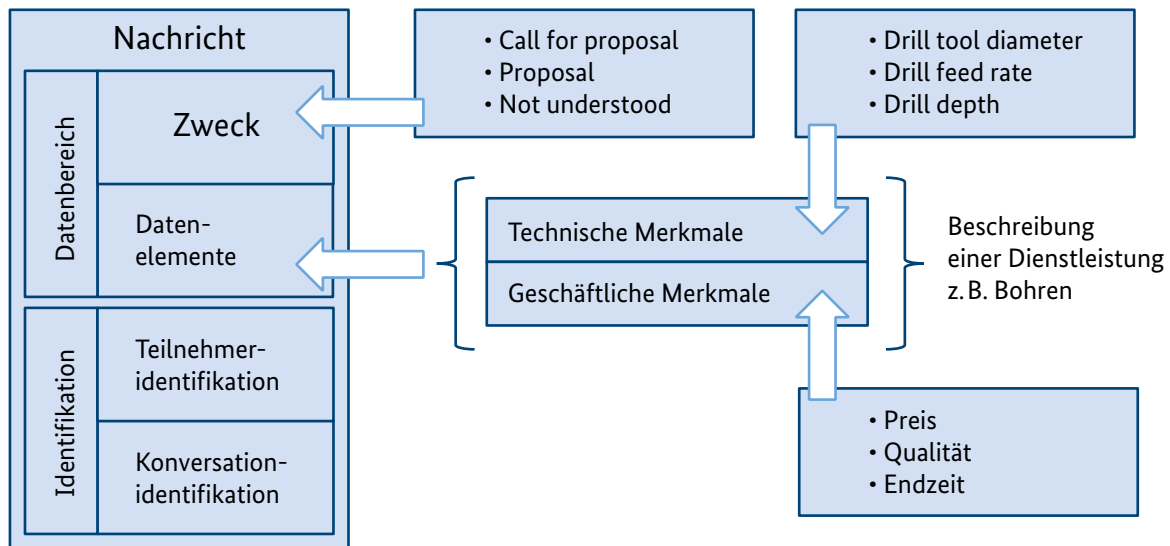 Nachricht
Datenbereich
Zweck
Daten-
elemente
Identifikation
Teilnehmer-
identifikation
Konversation-
identifikation
• Call for proposal
• Proposal
• Not understood
• Drill tool diameter
• Drill feed rate
• Drill depth
Technische Merkmale
Geschäftliche Merkmale
Beschreibung
einer Dienstleistung
z. B. Bohren
• Preis
• Qualität
• Endzeit